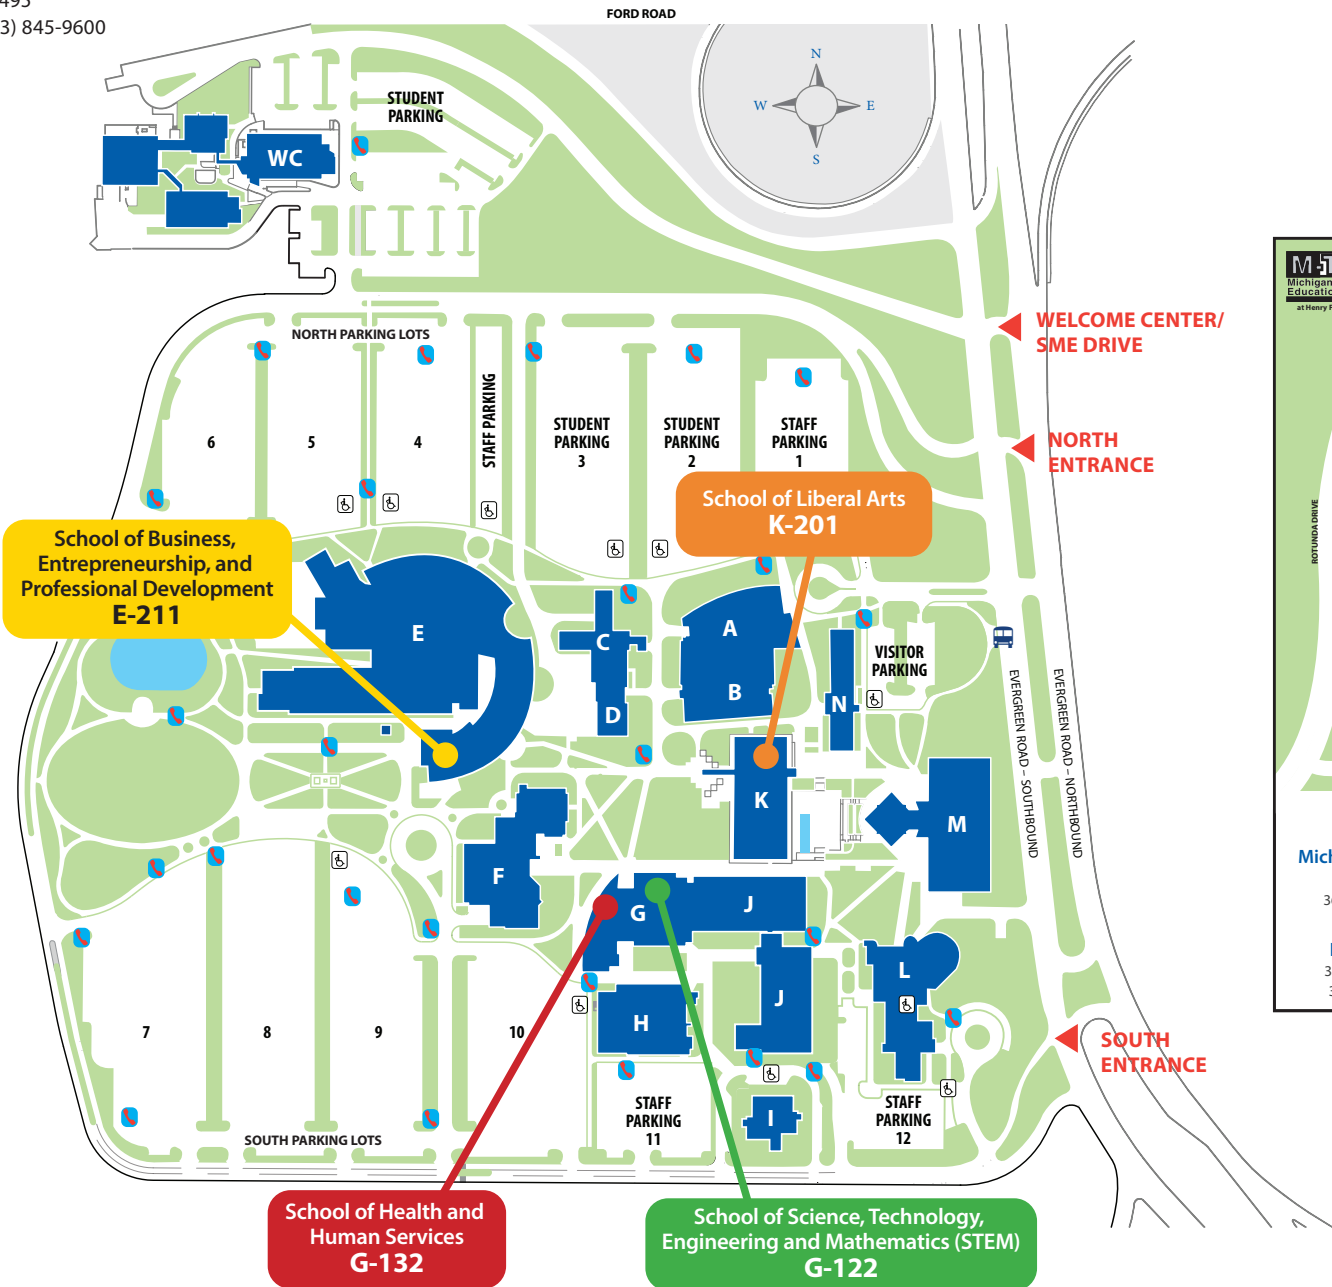 3) 845-9600
FORD ROAD
N
W
E
S
STUDENT
PARKING
WC
Michigan
at Henry F
WELCOME CENTER/
SME DRIVE
NORTH PARKING LOTS
6
5
4
STAFF PARKING
STUDENT
PARKING
3
STUDENT
PARKING
2
STAFF
PARKING
1
NORTH
ENTRANCE
School of Liberal Arts
K-201
ROTUNDA DRIVE
School of Business,
Entrepreneurship, and
Professional Development
E-211
E
C
D
A
B
N
VISITOR
PARKING
EVERGREEN ROAD – SOUTHBOUND
EVERGREEN ROAD – NORTHBOUND
K
M
F
G
J
L
J
H
7
8
9
10
SOUTH
ENTRANCE
STAFF
PARKING
11
I
STAFF
PARKING
12
SOUTH PARKING LOTS
School of Health and
Human Services
G-132
School of Science, Technology,
Engineering and Mathematics (STEM)
G-122